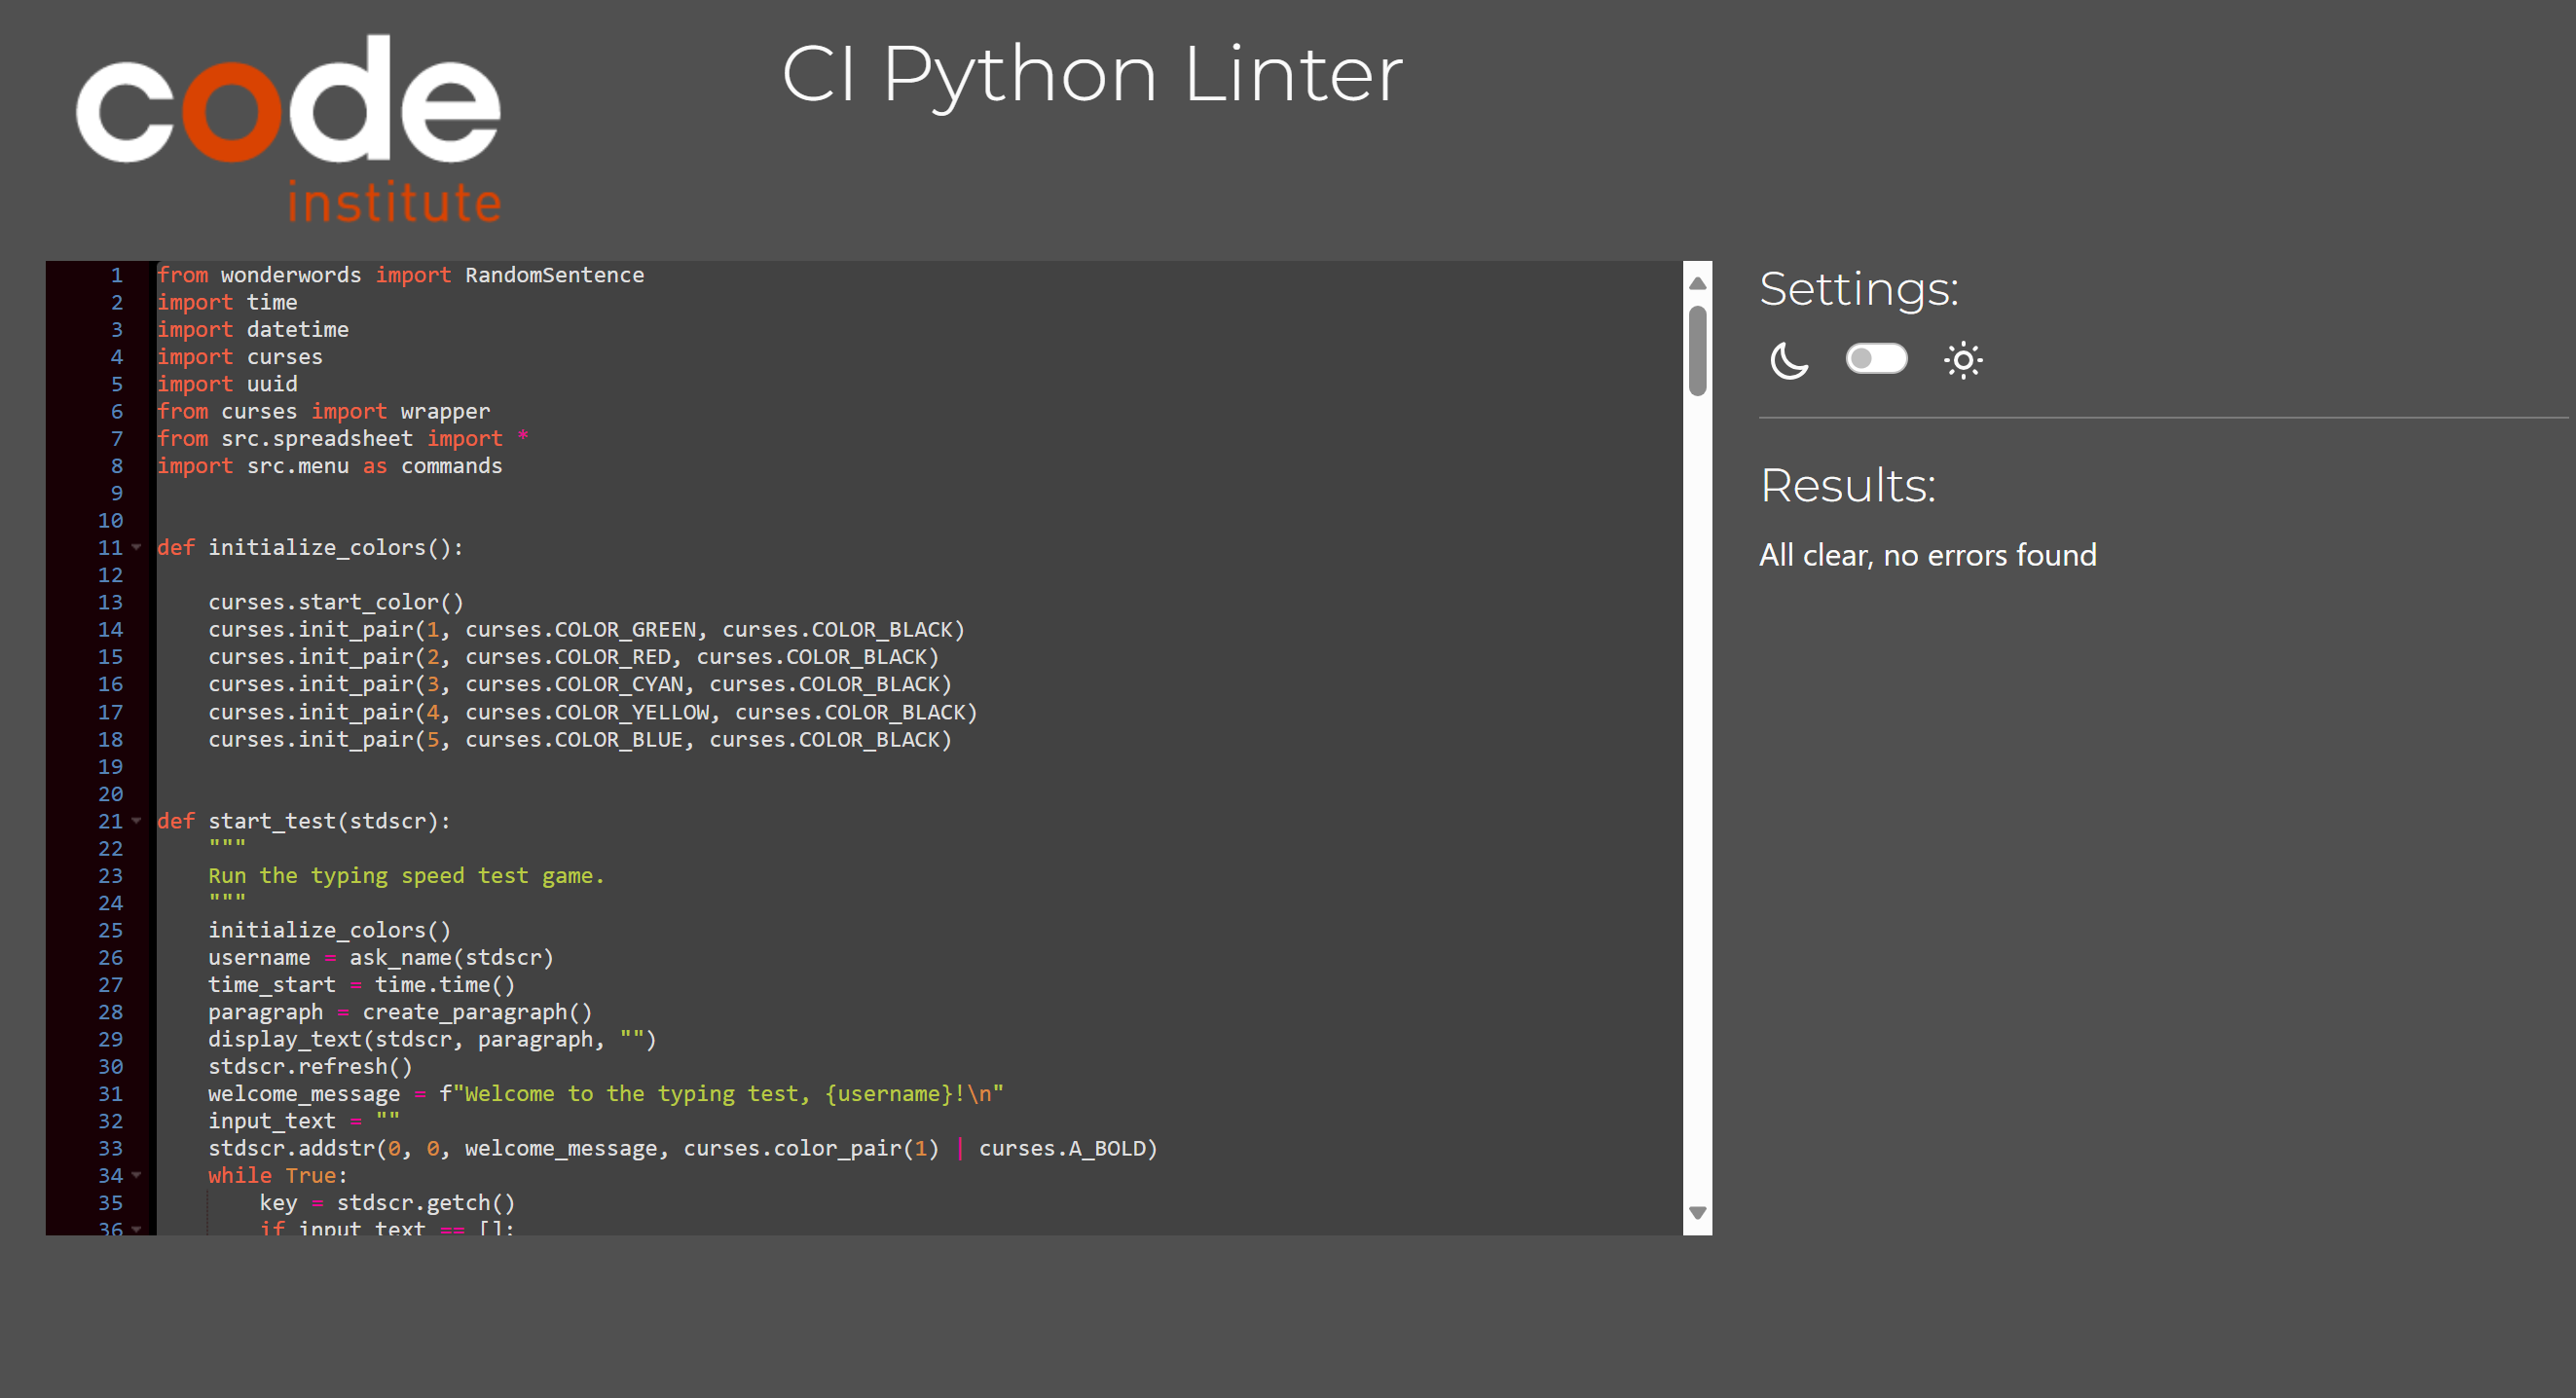 code
institute
CI Python Linter
1 from wonderwords import RandomSentence
2 import time
3 import datetime
4 import curses
5 import uuid
6 from curses import wrapper
7 from src.spreadsheet import *
8 import src.menu as commands
9
10
11 def initialize_colors():
12
13     curses.start_color()
14     curses.init_pair(1, curses.COLOR_GREEN, curses.COLOR_BLACK)
15     curses.init_pair(2, curses.COLOR_RED, curses.COLOR_BLACK)
16     curses.init_pair(3, curses.COLOR_CYAN, curses.COLOR_BLACK)
17     curses.init_pair(4, curses.COLOR_YELLOW, curses.COLOR_BLACK)
18     curses.init_pair(5, curses.COLOR_BLUE, curses.COLOR_BLACK)
19
20
21 def start_test(stdscr):
22     """
23     Run the typing speed test game.
24     """
25     initialize_colors()
26     username = ask_name(stdscr)
27     time_start = time.time()
28     paragraph = create_paragraph()
29     display_text(stdscr, paragraph, "")
30     stdscr.refresh()
31     welcome_message = f"Welcome to the typing test, {username}!\n"
32     input_text = ""
33     stdscr.addstr(0, 0, welcome_message, curses.color_pair(1) | curses.A_BOLD)
34     while True:
35         key = stdscr.getch()
36         if input_text == []:
Settings:
Results:
All clear, no errors found